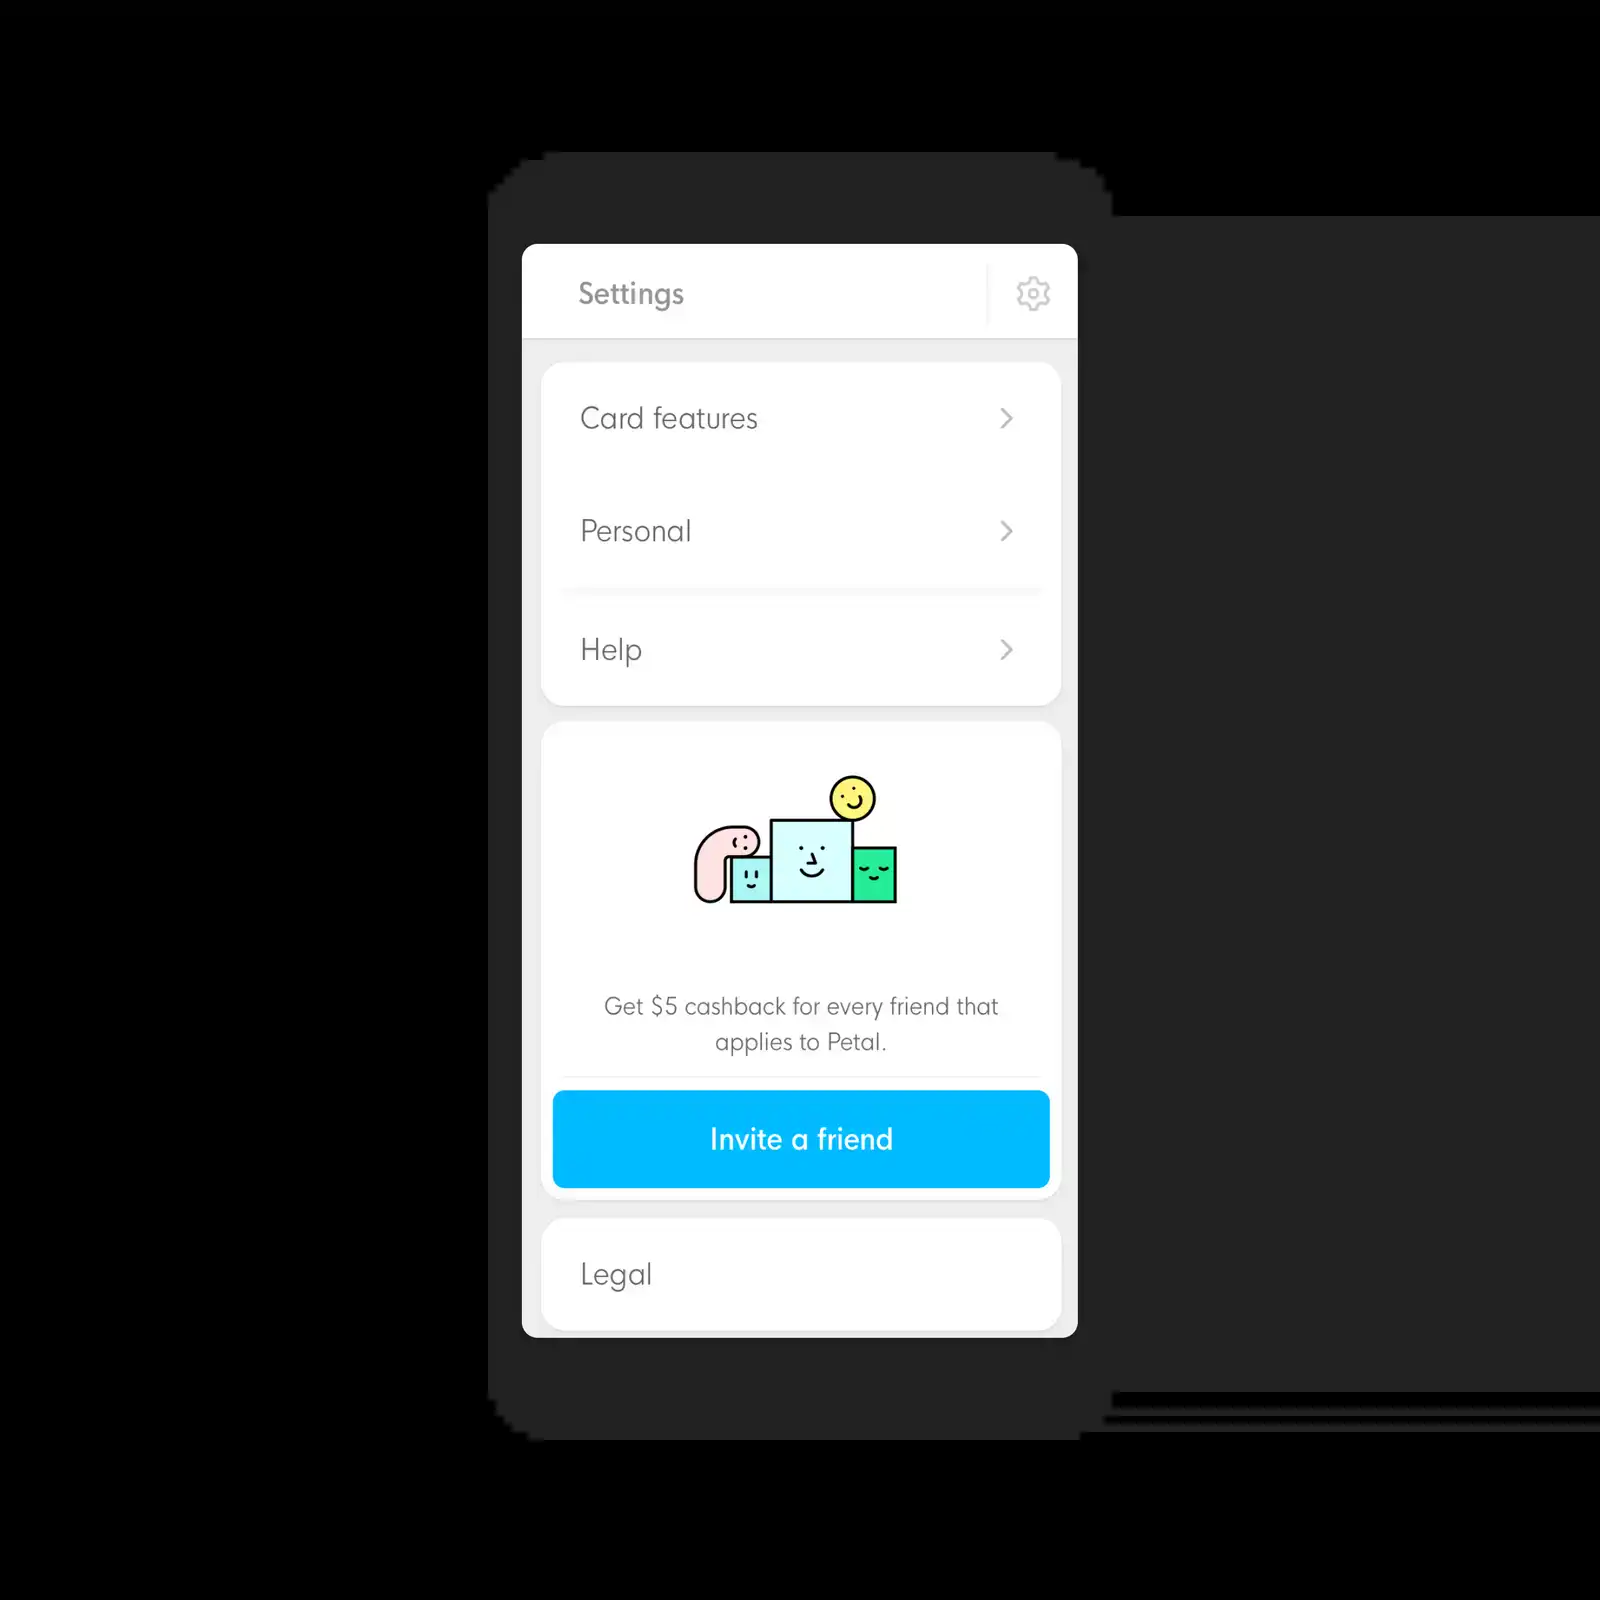 Settings
Card features
Personal
Help
Get $5 cashback for every friend that
applies to Petal.
Invite a friend
Legal